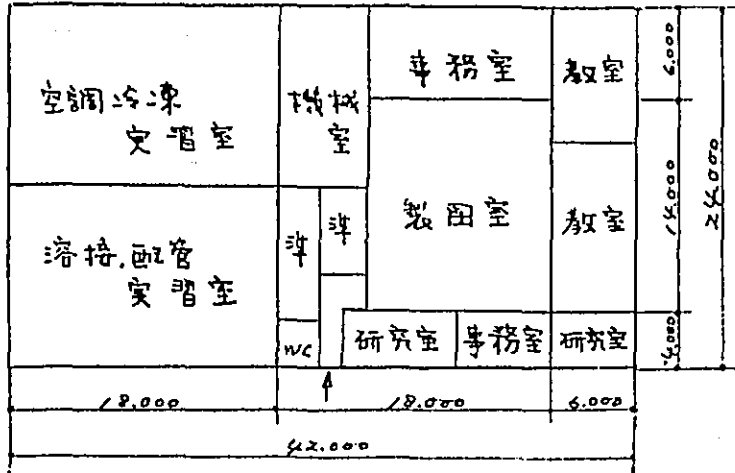 空調冷凍
実習室
機械
室
事務室
教室
溶接.配管
実習室
準
準
製図室
教室
WC
研究室
事務室
研究室
18.000
18.000
6.000
42.000
6.000
14.000
4.000
24.000